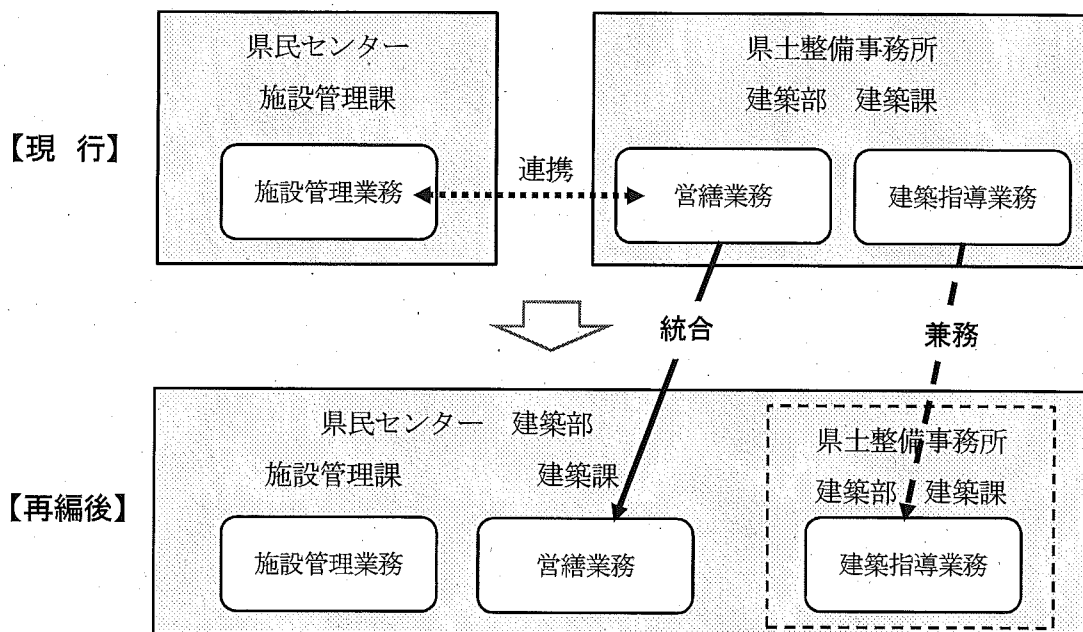 【現　行】
県民センター
施設管理課
施設管理業務
連携
県土整備事務所
建築部　建築課
営繕業務
建築指導業務
統合
兼務
【再編後】
県民センター　建築部
施設管理課
建築課
施設管理業務
営繕業務
県土整備事務所
建築部　建築課
建築指導業務